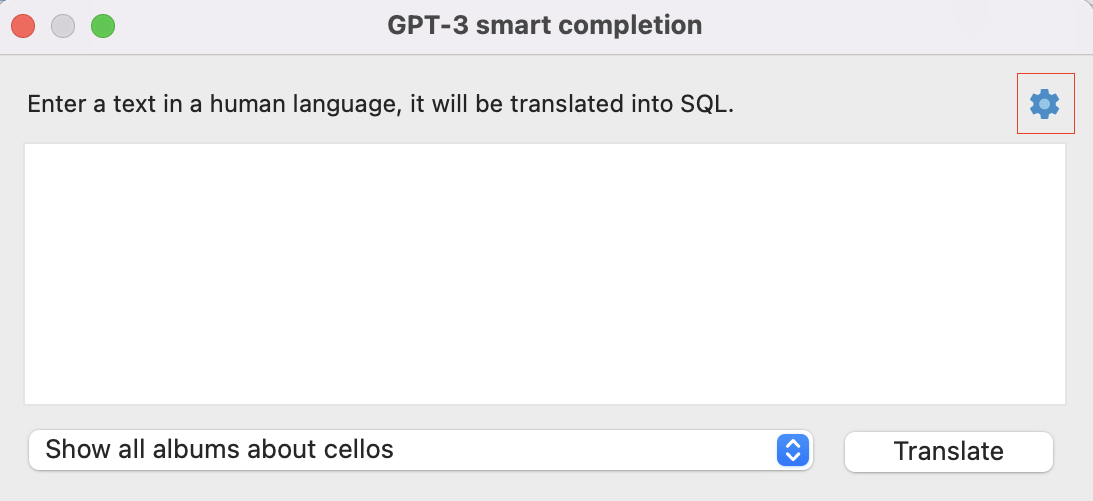 GPT-3 smart completion
Enter a text in a human language, it will be translated into SQL.
Show all albums about cellos
Translate